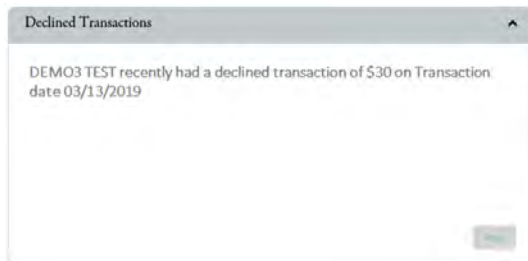 Declined Transactions
DEMO3 TEST recently had a declined transaction of $30 on Transaction
date 03/13/2019